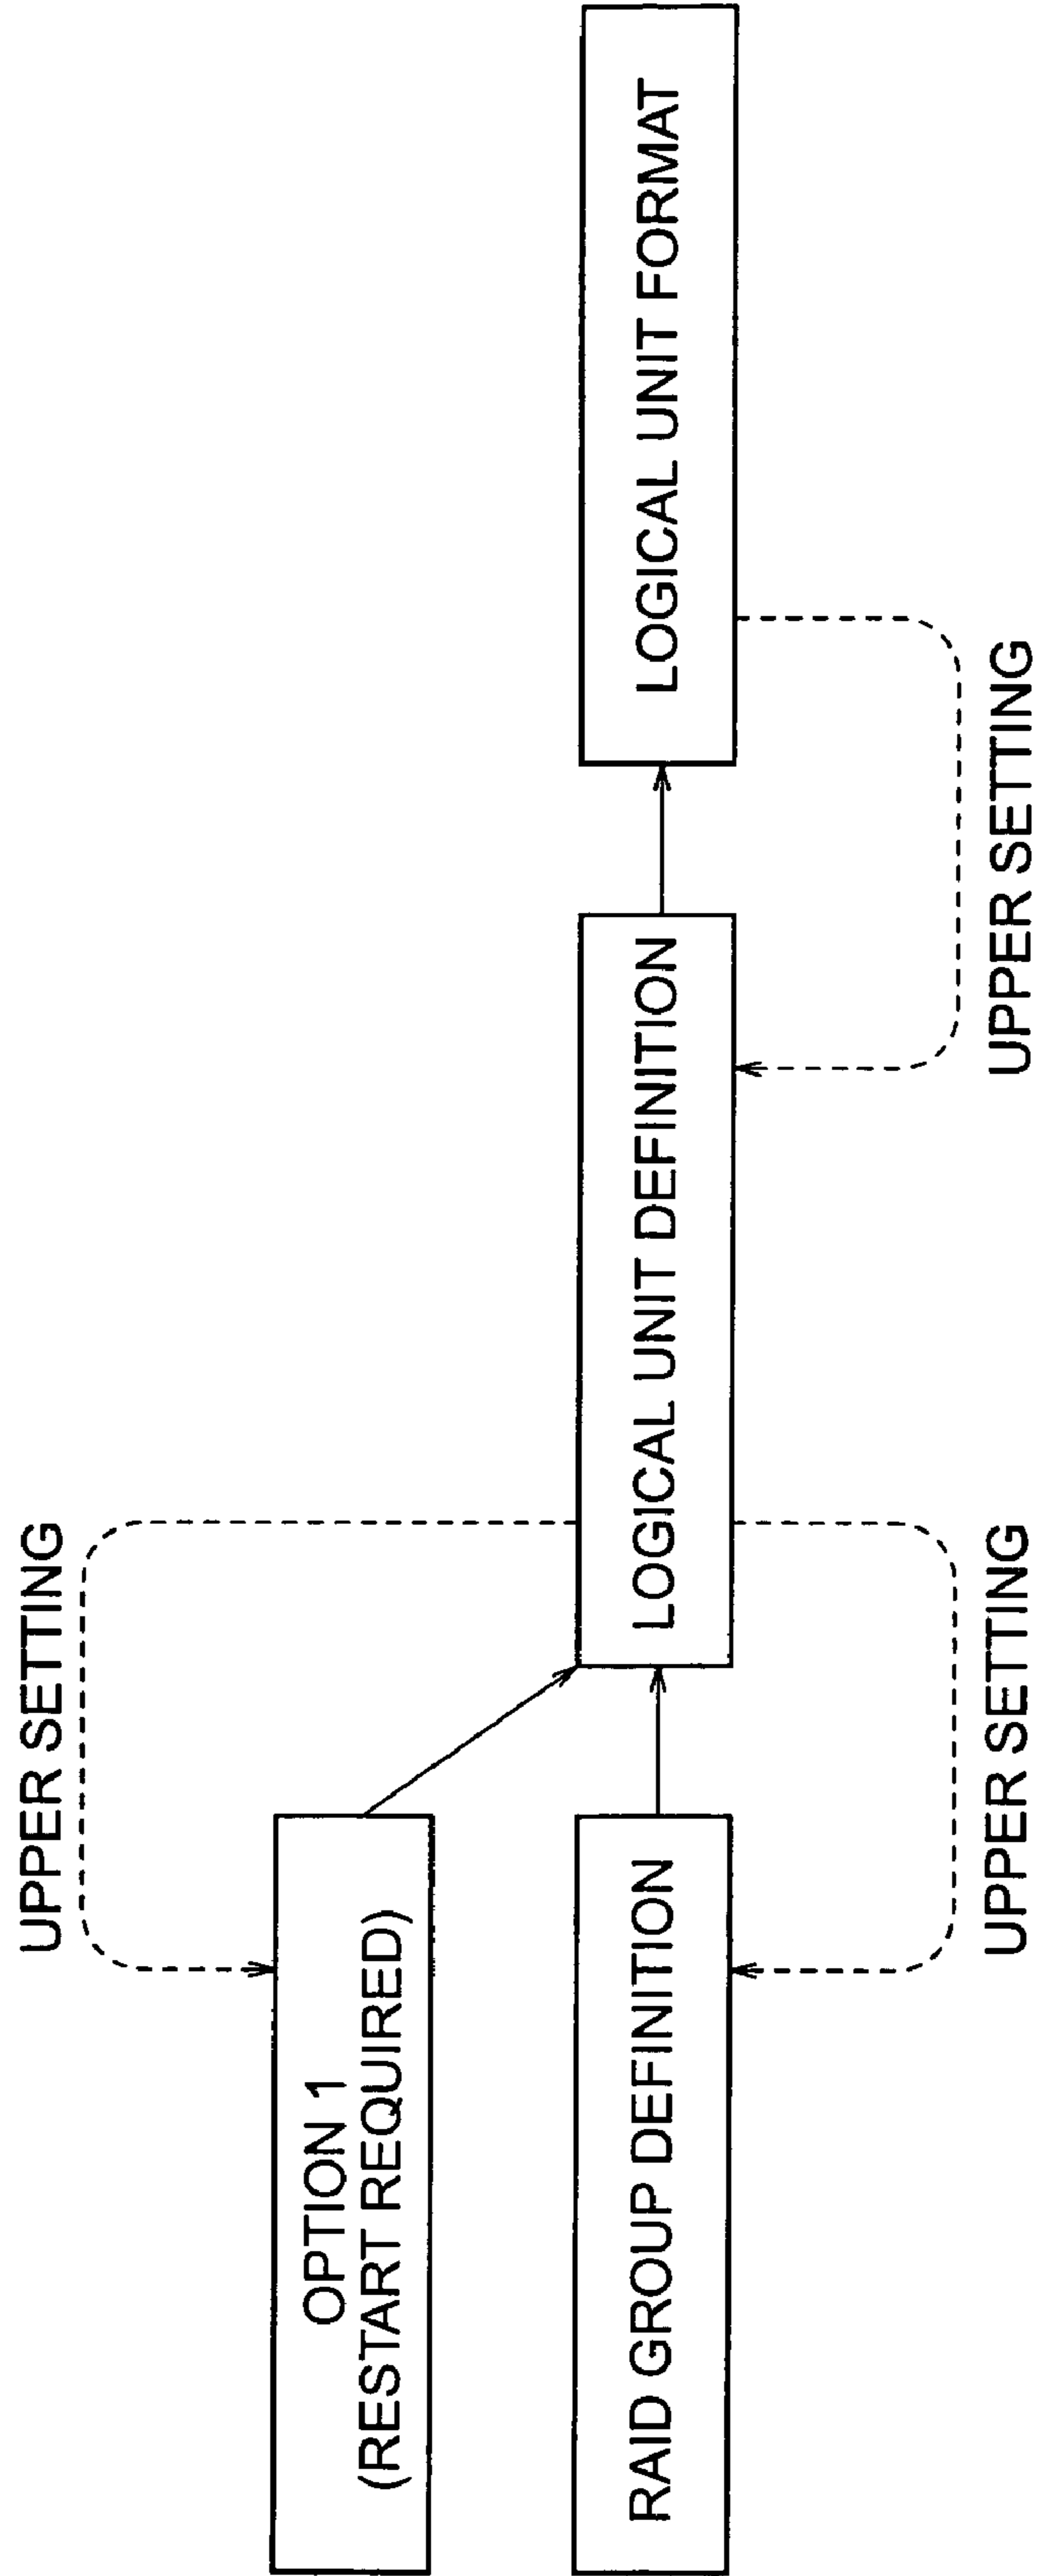 UPPER SETTING
OPTION 1
(RESTART REQUIRED)
RAID GROUP DEFINITION
LOGICAL UNIT DEFINITION
LOGICAL UNIT FORMAT
UPPER SETTING
UPPER SETTING